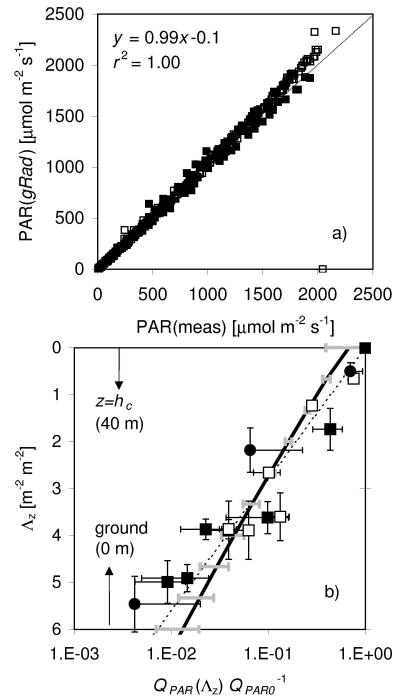 2500
2000
1500
1000
500
0
PAR(gRad) [μmol m-2 s-1]
y = 0.99x-0.1
r2 = 1.00
a)
0 500 1000 1500 2000 2500
PAR(meas) [μmol m-2 s-1]
0
1
2
3
4
5
6
Λz [m-2 m-2]
z=hc
(40 m)
ground
(0 m)
b)
1.E-03 1.E-02 1.E-01 1.E+00
QPAR(Λz) QPAR0-1